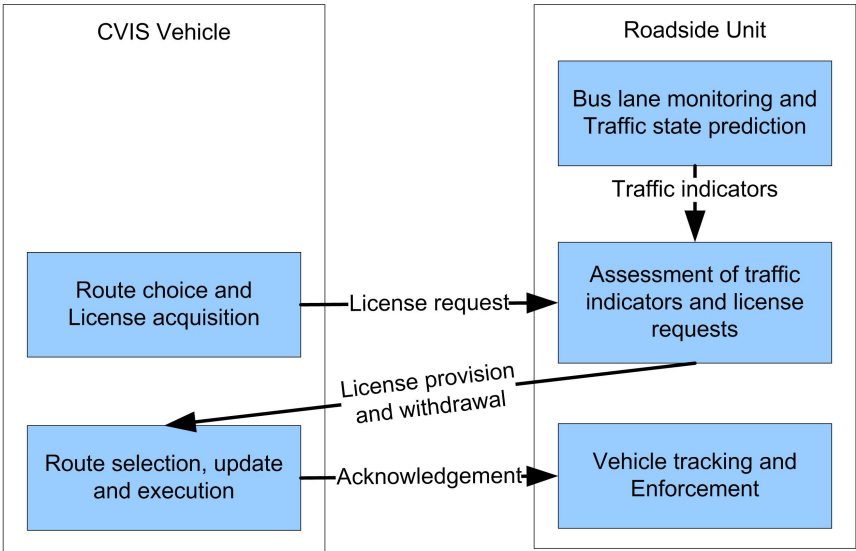 CVIS Vehicle
Roadside Unit
Bus lane monitoring and
Traffic state prediction
Traffic indicators
Route choice and
License acquisition
License request
Assessment of traffic
indicators and license
requests
License provision
and withdrawal
Route selection, update
and execution
Acknowledgement
Vehicle tracking and
Enforcement